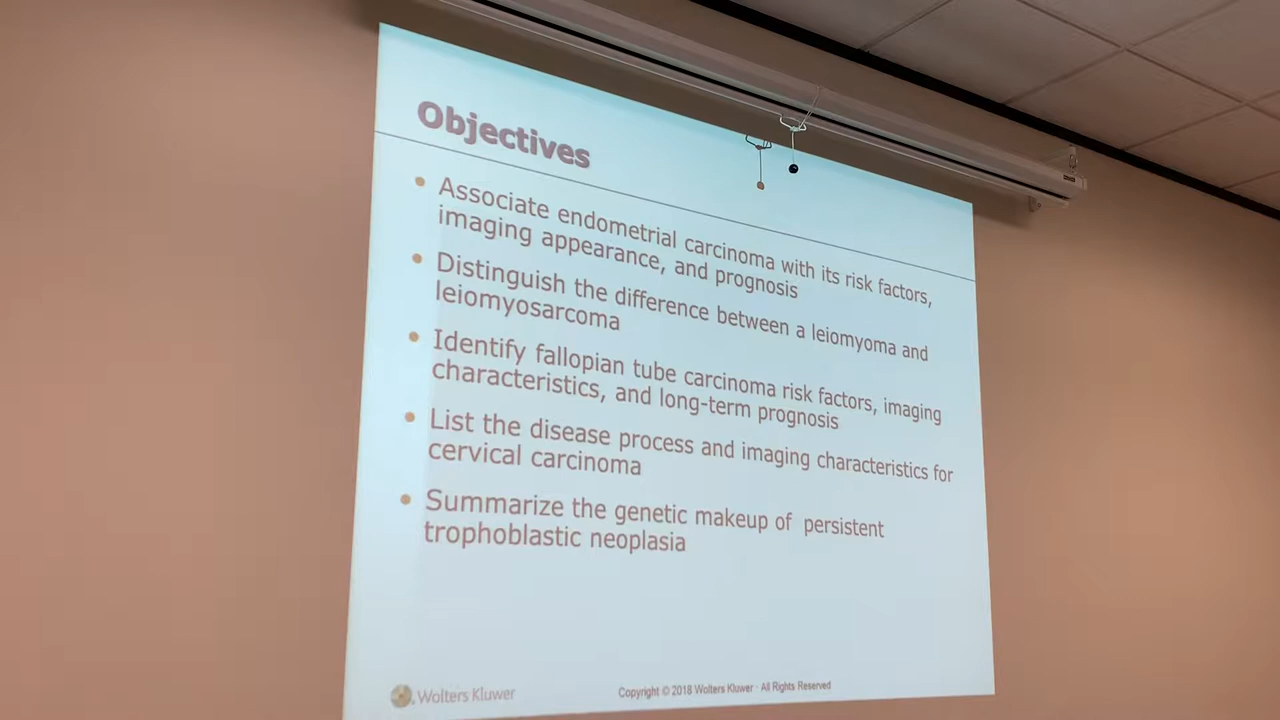 Objectives
• Associate endometrial carcinoma with its risk factors,
imaging appearance, and prognosis
• Distinguish the difference between a leiomyoma and
leiomyosarcoma
• Identify fallopian tube carcinoma risk factors, imaging
characteristics, and long-term prognosis
• List the disease process and imaging characteristics for
cervical carcinoma
• Summarize the genetic makeup of persistent
trophoblastic neoplasia
Wolters Kluwer
Copyright © 2018 Wolters Kluwer · All Rights Reserved